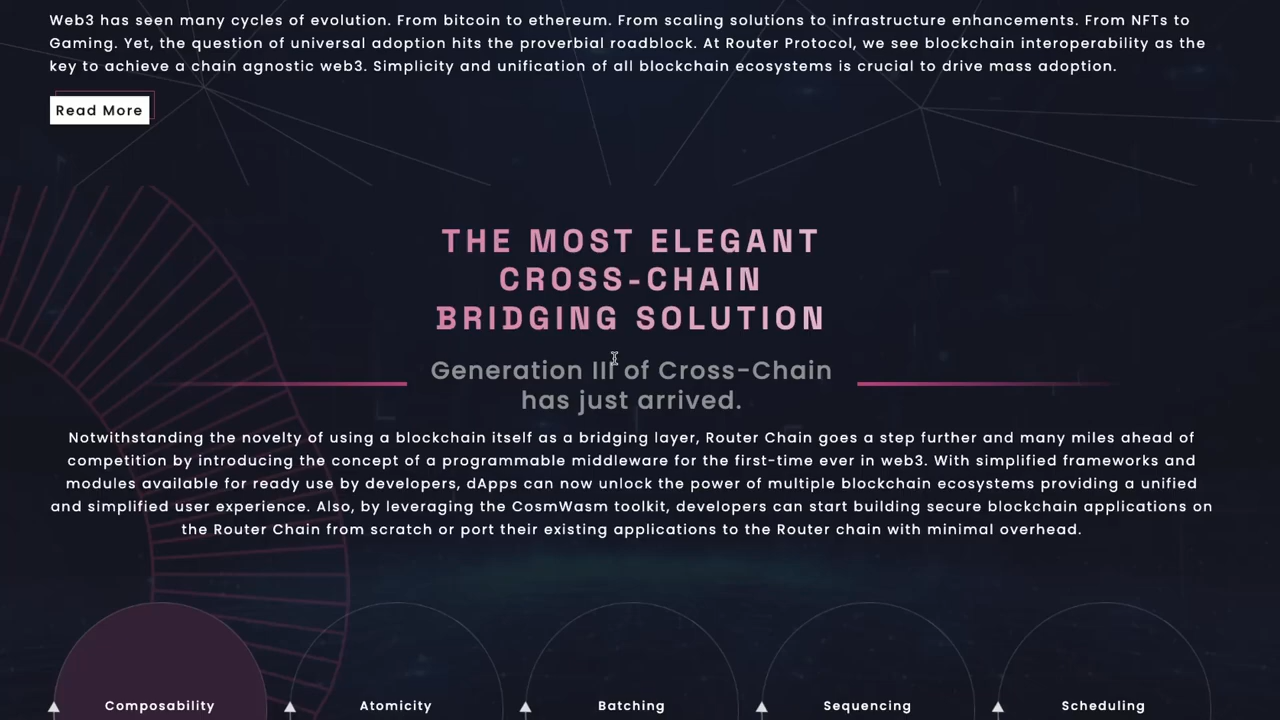 Web3 has seen many cycles of evolution. From bitcoin to ethereum. From scaling solutions to infrastructure enhancements. From NFTs to
Gaming. Yet, the question of universal adoption hits the proverbial roadblock. At Router Protocol, we see blockchain interoperability as the
key to achieve a chain agnostic web3. Simplicity and unification of all blockchain ecosystems is crucial to drive mass adoption.
Read More
THE MOST ELEGANT
CROSS-CHAIN
BRIDGING SOLUTION
Generation III of Cross-Chain
has just arrived.
Notwithstanding the novelty of using a blockchain itself as a bridging layer, Router Chain goes a step further and many miles ahead of
competition by introducing the concept of a programmable middleware for the first-time ever in web3. With simplified frameworks and
modules available for ready use by developers, dApps can now unlock the power of multiple blockchain ecosystems providing a unified
and simplified user experience. Also, by leveraging the CosmWasm toolkit, developers can start building secure blockchain applications on
the Router Chain from scratch or port their existing applications to the Router chain with minimal overhead.
Composability Atomicity Batching Sequencing Scheduling